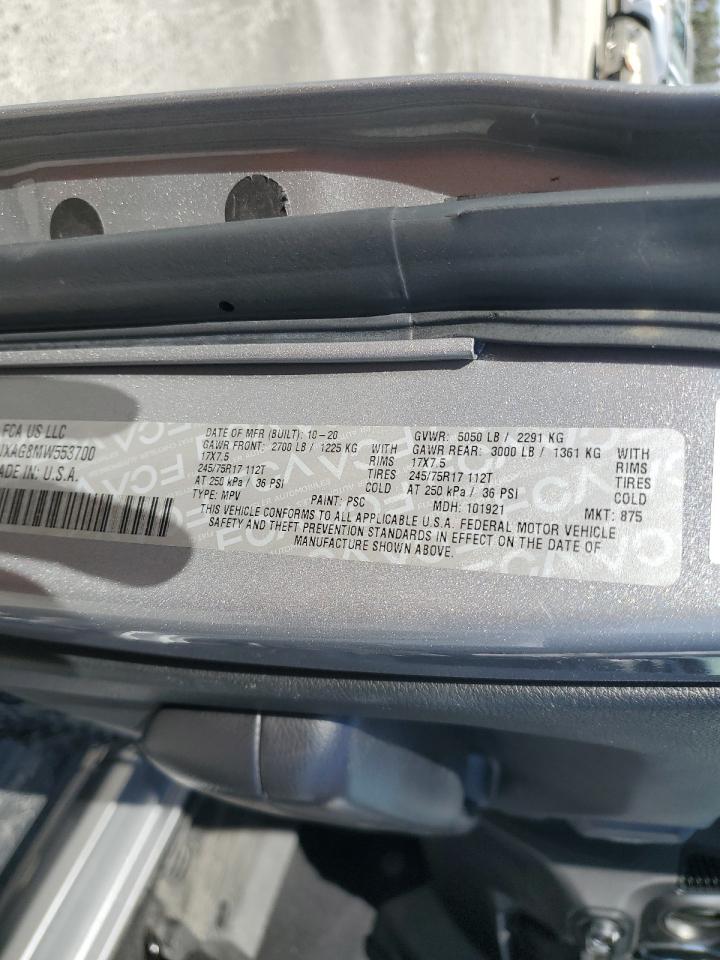 FCA US LLC
JXAG8MW553700
MADE IN U.S.A.
DATE OF MFR (BUILT): 10-20 GVWR: 5050 LB / 2291 KG
GAWR FRONT: 2700 LB / 1225 KG WITH GAWR REAR: 3000 LB / 1361 KG WITH
17X7.5 RIMS 17X7.5 RIMS
245/75R17 112T TIRES 245/75R17 112T TIRES
AT 250 kPa / 36 PSI COLD AT 250 kPa / 36 PSI COLD
TYPE: MPV PAINT: PSC MDH: 101921 MKT: 875
THIS VEHICLE CONFORMS TO ALL APPLICABLE U.S.A. FEDERAL MOTOR VEHICLE
SAFETY AND THEFT PREVENTION STANDARDS IN EFFECT ON THE DATE OF
MANUFACTURE SHOWN ABOVE.